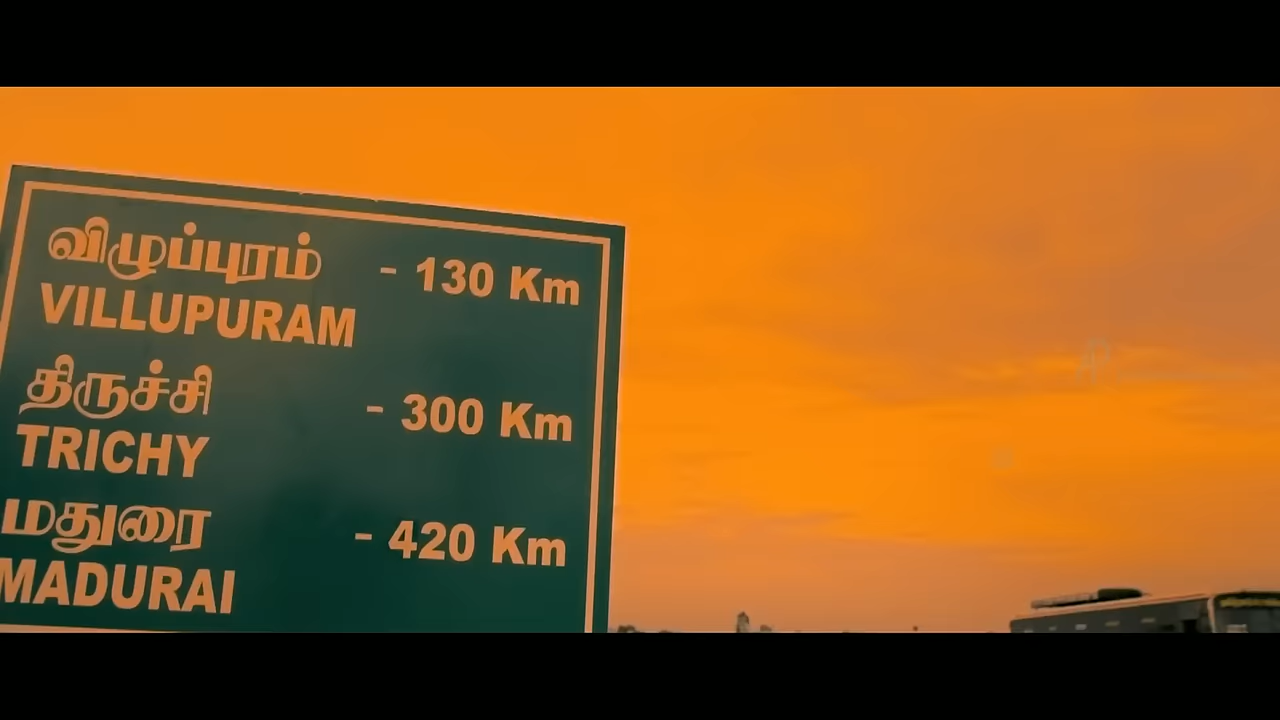 விழுப்புரம் - 130 Km
VILLUPURAM
திருச்சி - 300 Km
TRICHY
மதுரை - 420 Km
MADURAI